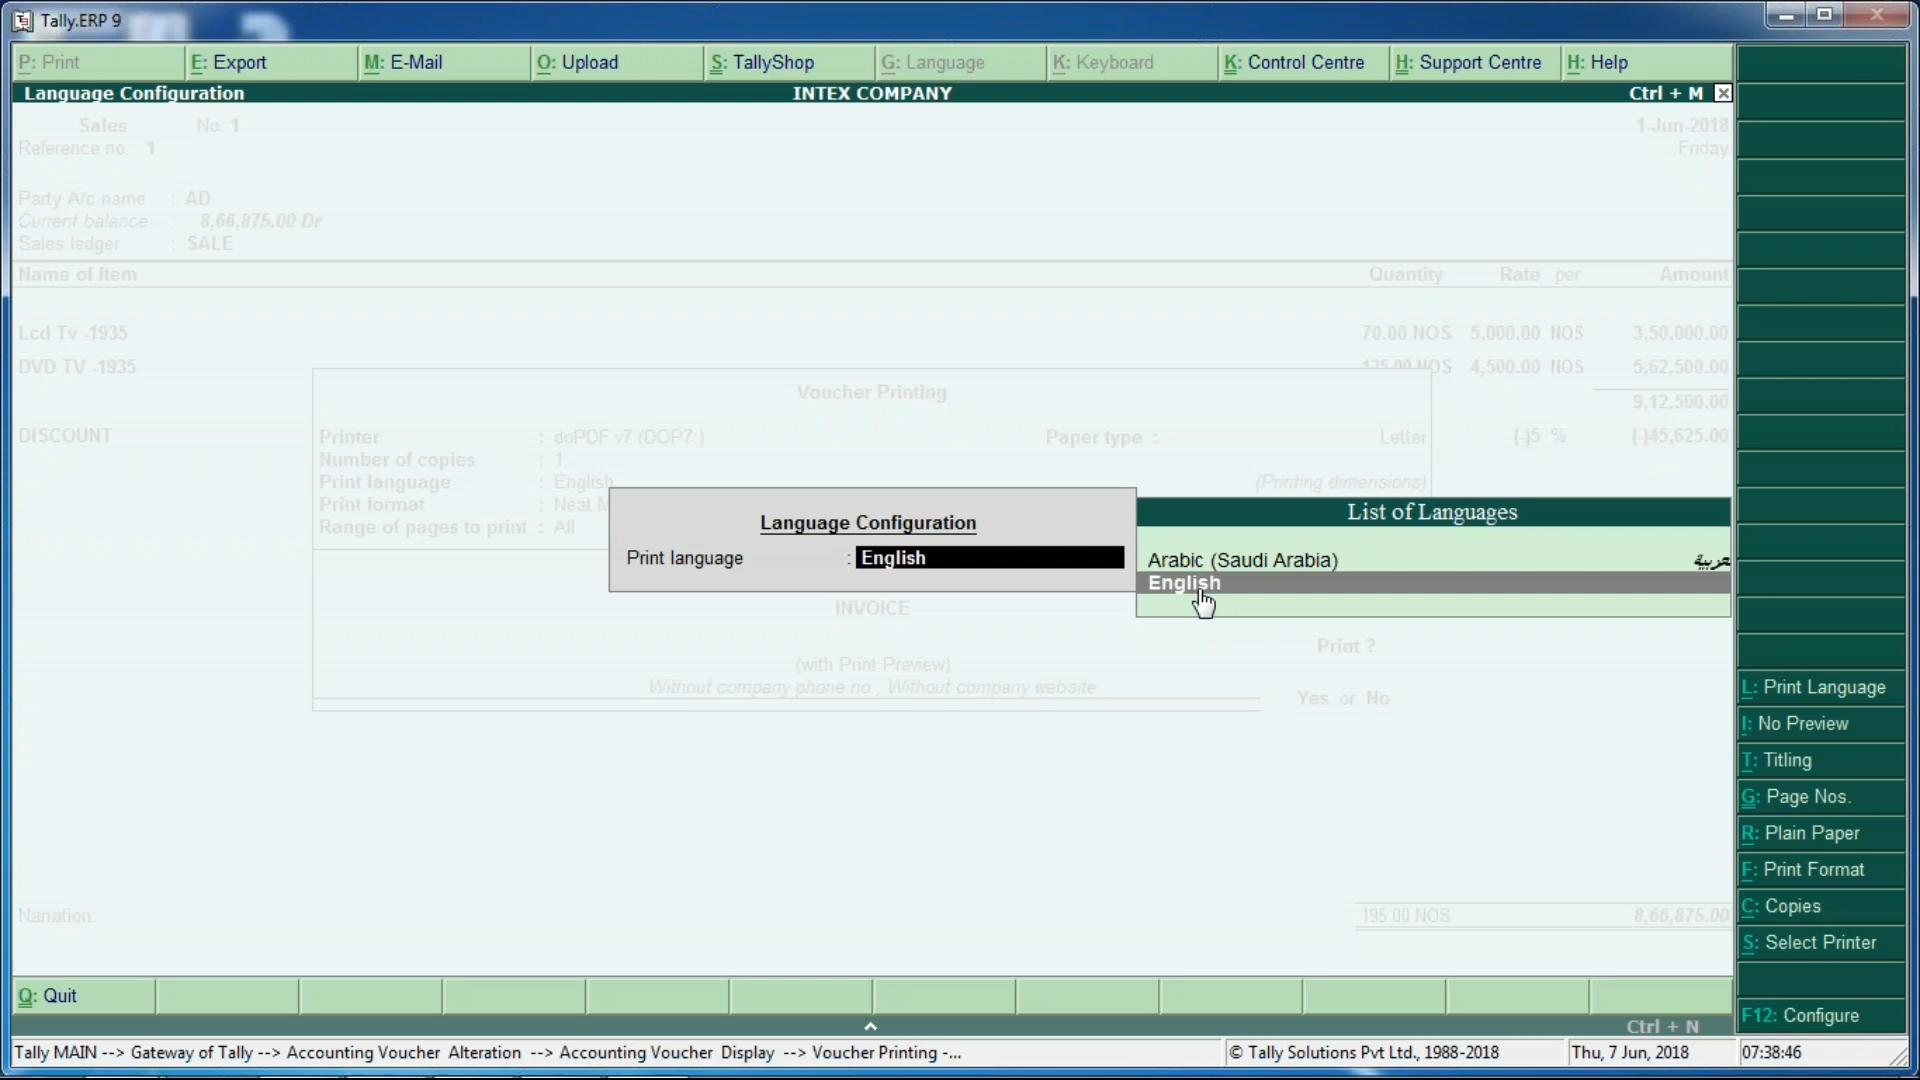 Tally.ERP 9
P: Print E: Export M: E-Mail O: Upload S: TallyShop G: Language K: Keyboard K: Control Centre H: Support Centre H: Help
Language Configuration INTEX COMPANY Ctrl + M
Sales No. 1 1-Jun-2018
Reference no.: 1 Friday
Party A/c name : AD
Current balance : 8,66,875.00 Dr
Sales ledger : SALE
Name of Item Quantity Rate per Amount
Lcd Tv -1935 70.00 NOS 5,000.00 NOS 3,50,000.00
DVD TV -1935 125.00 NOS 4,500.00 NOS 5,62,500.00
Voucher Printing
9,12,500.00
DISCOUNT (-)5 % (-)45,625.00
Printer : doPDF v7 (DOP7:) Paper type : Letter
Number of copies : 1
Print language : English (Printing dimensions)
Print format : Neat
Range of pages to print : All
Language Configuration
Print language : English
List of Languages
Arabic (Saudi Arabia) العربية
English
INVOICE
Print ?
(with Print Preview)
Without company phone no., Without company website
Yes or No
L: Print Language
I: No Preview
T: Titling
G: Page Nos.
R: Plain Paper
F: Print Format
C: Copies
S: Select Printer
Narration: 195.00 NOS 8,66,875.00
Q: Quit
F12: Configure
Ctrl + N
Tally MAIN --> Gateway of Tally --> Accounting Voucher Alteration --> Accounting Voucher Display --> Voucher Printing -... © Tally Solutions Pvt Ltd., 1988-2018 Thu, 7 Jun, 2018 07:38:46